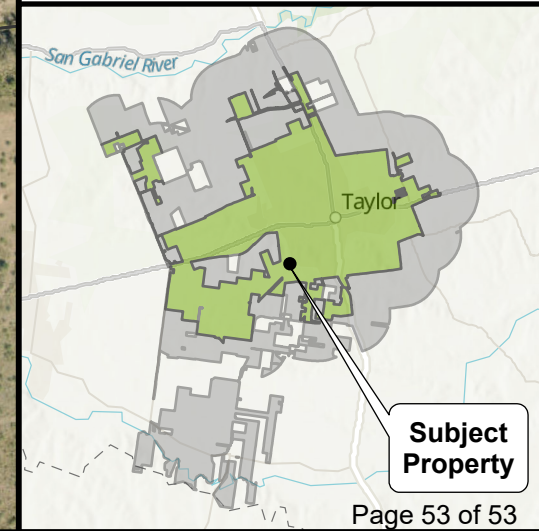 San Gabriel River
Taylor
Subject
Property
Page 53 of 53